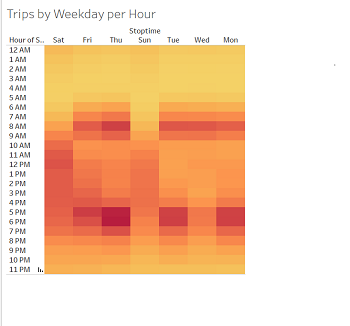 Trips by Weekday per Hour
Stoptime
Hour of S.. Sat Fri Thu Sun Tue Wed Mon
12 AM
1 AM
2 AM
3 AM
4 AM
5 AM
6 AM
7 AM
8 AM
9 AM
10 AM
11 AM
12 PM
1 PM
2 PM
3 PM
4 PM
5 PM
6 PM
7 PM
8 PM
9 PM
10 PM
11 PM